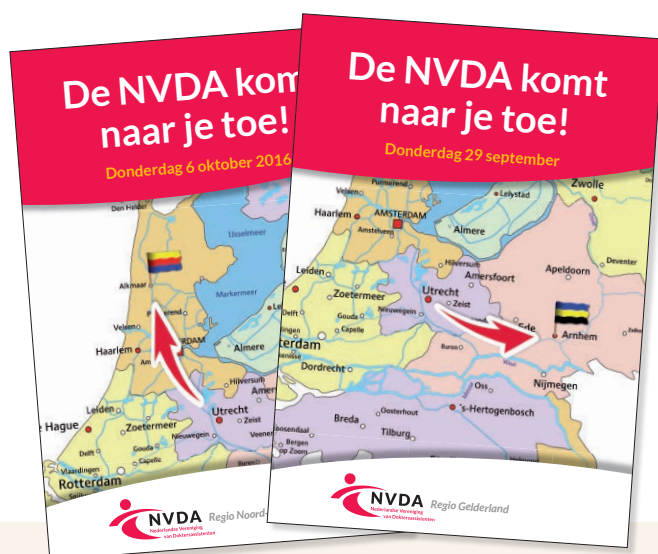 De NVDA kom
naar je toe!
Donderdag 6 oktober 2016
Den Helder
IJsselmeer
Alkmaar
Markermeer
Velsen
Haarlem
Almere
Hilversum
Leiden
Utrecht
Hague
Zoetermeer
Zeist
Nieuwegein
Delft
Gouda
Capelle
Vlaardingen
Rotterdam
NVDA Regio Noord-
Nederlandse Vereniging
van Doktersassistenten
De NVDA komt
naar je toe!
Donderdag 29 september
Purmerend
Zwolle
Velsen
Lelystad
Haarlem
AMSTERDAM
Amstelveen
Almere
Deventer
Hilversum
Leiden
Amersfoort
Apeldoorn
Zoetermeer
Utrecht
Zeist
Delft
Gouda
Nieuwegein
Capelle
Ede
Arnhem
Buren
Dordrecht
Nijmegen
Oss
's-Hertogenbosch
Oosterhout
Breda
Tilburg
Roosendaal
Bergen
op Zoom
NVDA Regio Gelderland
Nederlandse Vereniging
van Doktersassistenten